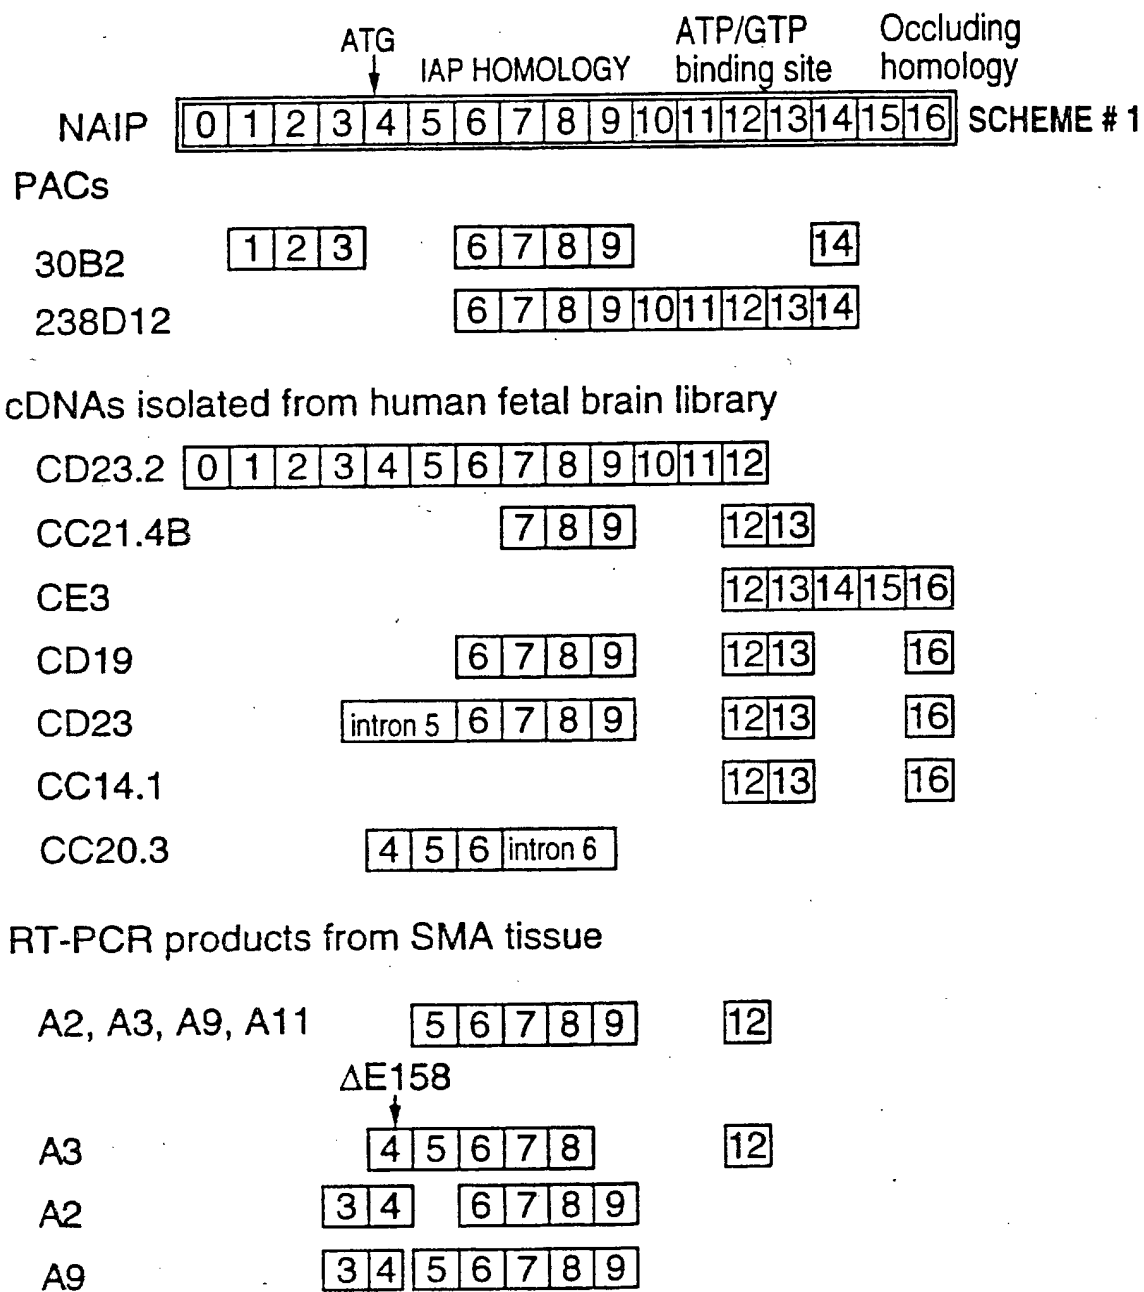 ATG
IAP HOMOLOGY
ATP/GTP
binding site
Occluding
homology
NAIP 0 1 2 3 4 5 6 7 8 9 10 11 12 13 14 15 16 SCHEME # 1
PACs
30B2 1 2 3 6 7 8 9 14
238D12 6 7 8 9 10 11 12 13 14
cDNAs isolated from human fetal brain library
CD23.2 0 1 2 3 4 5 6 7 8 9 10 11 12
CC21.4B 7 8 9 12 13
CE3 12 13 14 15 16
CD19 6 7 8 9 12 13 16
CD23 intron 5 6 7 8 9 12 13 16
CC14.1 12 13 16
CC20.3 4 5 6 intron 6
RT-PCR products from SMA tissue
A2, A3, A9, A11 5 6 7 8 9 12
ΔE158
A3 4 5 6 7 8 12
A2 3 4 6 7 8 9
A9 3 4 5 6 7 8 9